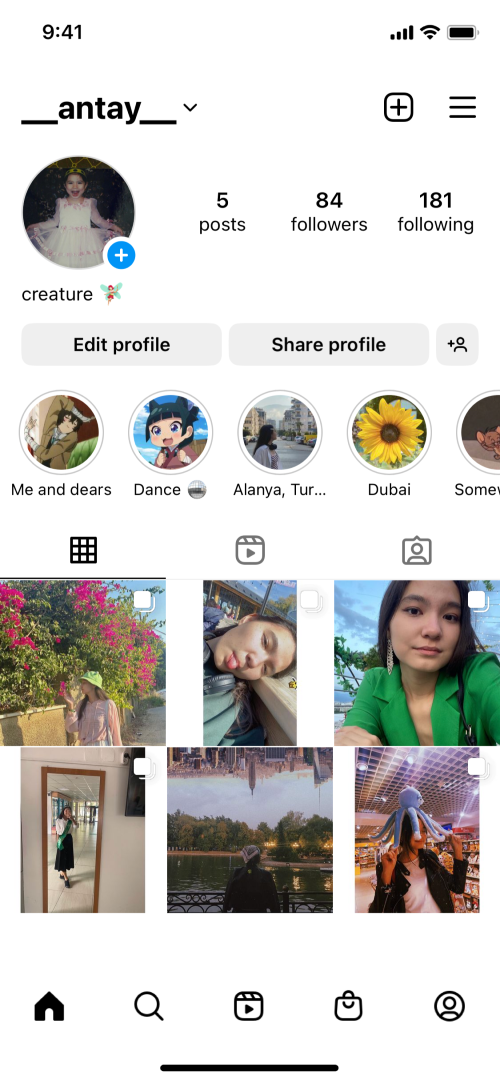 9:41
__antay__
5 84 181
posts followers following
creature 🧚
Edit profile Share profile
Me and dears Dance Alanya, Tur... Dubai Somew